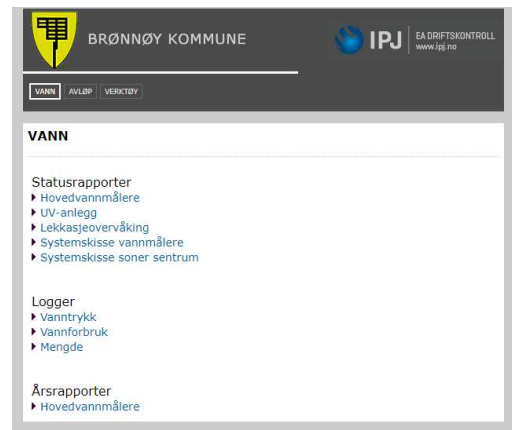 BRØNNØY KOMMUNE
IPJ
EA DRIFTSKONTROLL
www.ipj.no
VANN AVLØP VERKTØY
VANN
Statusrapporter
Hovedvannmålere
UV-anlegg
Lekkasjeovervåking
Systemskisse vannmålere
Systemskisse soner sentrum
Logger
Vanntrykk
Vannforbruk
Mengde
Årsrapporter
Hovedvannmålere